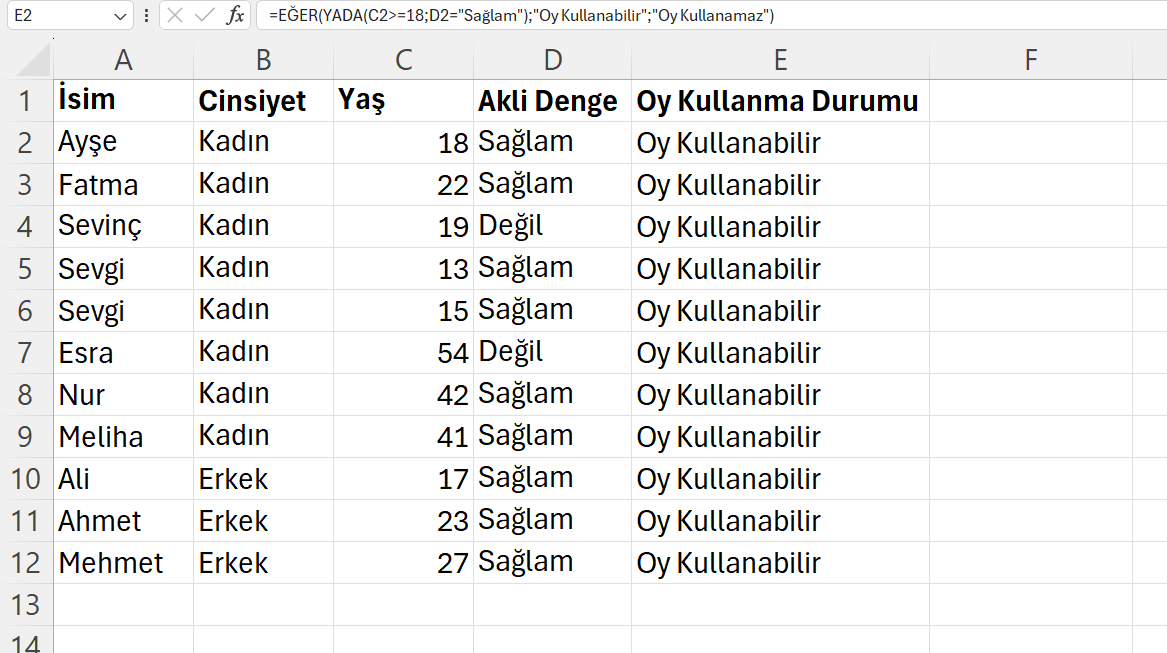 E2 fx =EĞER(YADA(C2>=18;D2="Sağlam");"Oy Kullanabilir";"Oy Kullanamaz")
A B C D E F
1 İsim Cinsiyet Yaş Akli Denge Oy Kullanma Durumu
2 Ayşe Kadın 18 Sağlam Oy Kullanabilir
3 Fatma Kadın 22 Sağlam Oy Kullanabilir
4 Sevinç Kadın 19 Değil Oy Kullanabilir
5 Sevgi Kadın 13 Sağlam Oy Kullanabilir
6 Sevgi Kadın 15 Sağlam Oy Kullanabilir
7 Esra Kadın 54 Değil Oy Kullanabilir
8 Nur Kadın 42 Sağlam Oy Kullanabilir
9 Meliha Kadın 41 Sağlam Oy Kullanabilir
10 Ali Erkek 17 Sağlam Oy Kullanabilir
11 Ahmet Erkek 23 Sağlam Oy Kullanabilir
12 Mehmet Erkek 27 Sağlam Oy Kullanabilir
13
14